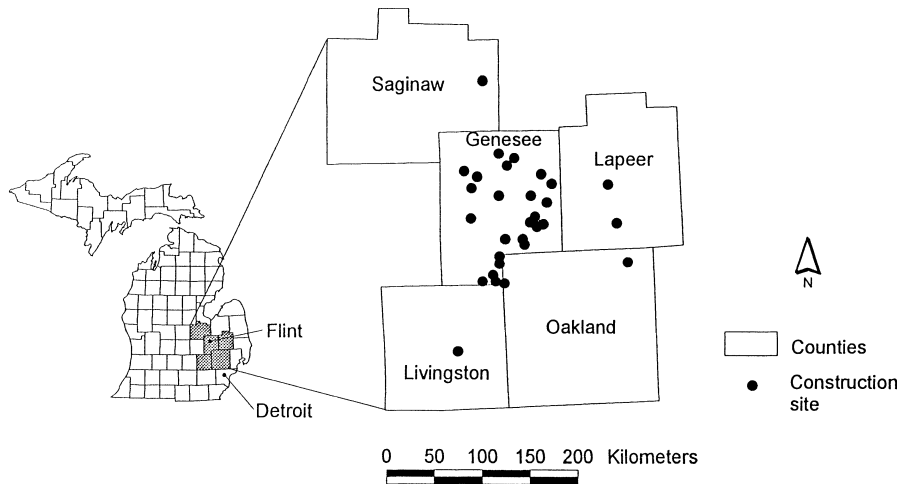 Saginaw
Genesee
Lapeer
Flint
Detroit
Oakland
Livingston
N
Counties
Construction
site
0 50 100 150 200 Kilometers